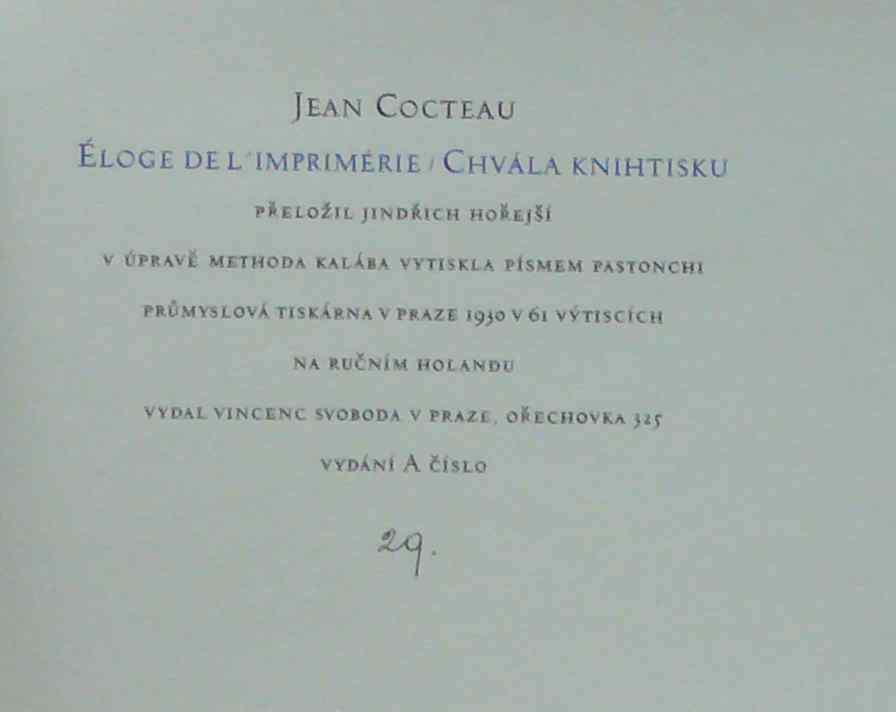 JEAN COCTEAU
ÉLOGE DE L'IMPRIMÉRIE / CHVÁLA KNIHTISKU
PŘELOŽIL JINDŘICH HOŘEJŠÍ
V ÚPRAVĚ METHODA KALÁBA VYTISKLA PÍSMEM PASTONCHI
PRŮMYSLOVÁ TISKÁRNA V PRAZE 1930 V 61 VÝTISCÍCH
NA RUČNÍM HOLANDU
VYDAL VINCENC SVOBODA V PRAZE, OŘECHOVKA 325
VYDÁNÍ A ČÍSLO
29.